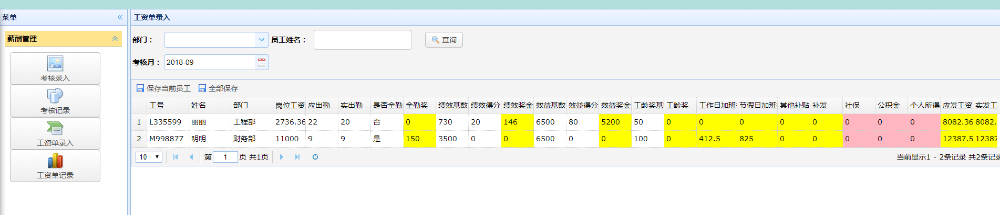 菜单
薪酬管理
考核录入
考核记录
工资单录入
工资单记录
工资单录入
部门： 员工姓名： 查询
考核月： 2018-09
保存当前员工 全部保存
工号 姓名 部门 岗位工资 应出勤 实出勤 是否全勤 全勤奖 绩效基数 绩效得分 绩效奖金 效益基数 效益得分 效益奖金 工龄奖基 工龄奖 工作日加班 节假日加班 其他补贴 补发 社保 公积金 个人所得 应发工资 实发工
1 L335599 丽丽 工程部 2736.36 22 20 否 0 730 20 146 6500 80 5200 50 0 0 0 0 0 0 0 0 8082.36 8082.
2 M998877 明明 财务部 11000 9 9 是 150 3500 0 0 6500 0 0 100 0 412.5 825 0 0 0 0 0 12387.5 12387
10 第 1 页 共1页 当前显示1 - 2条记录 共2条记录